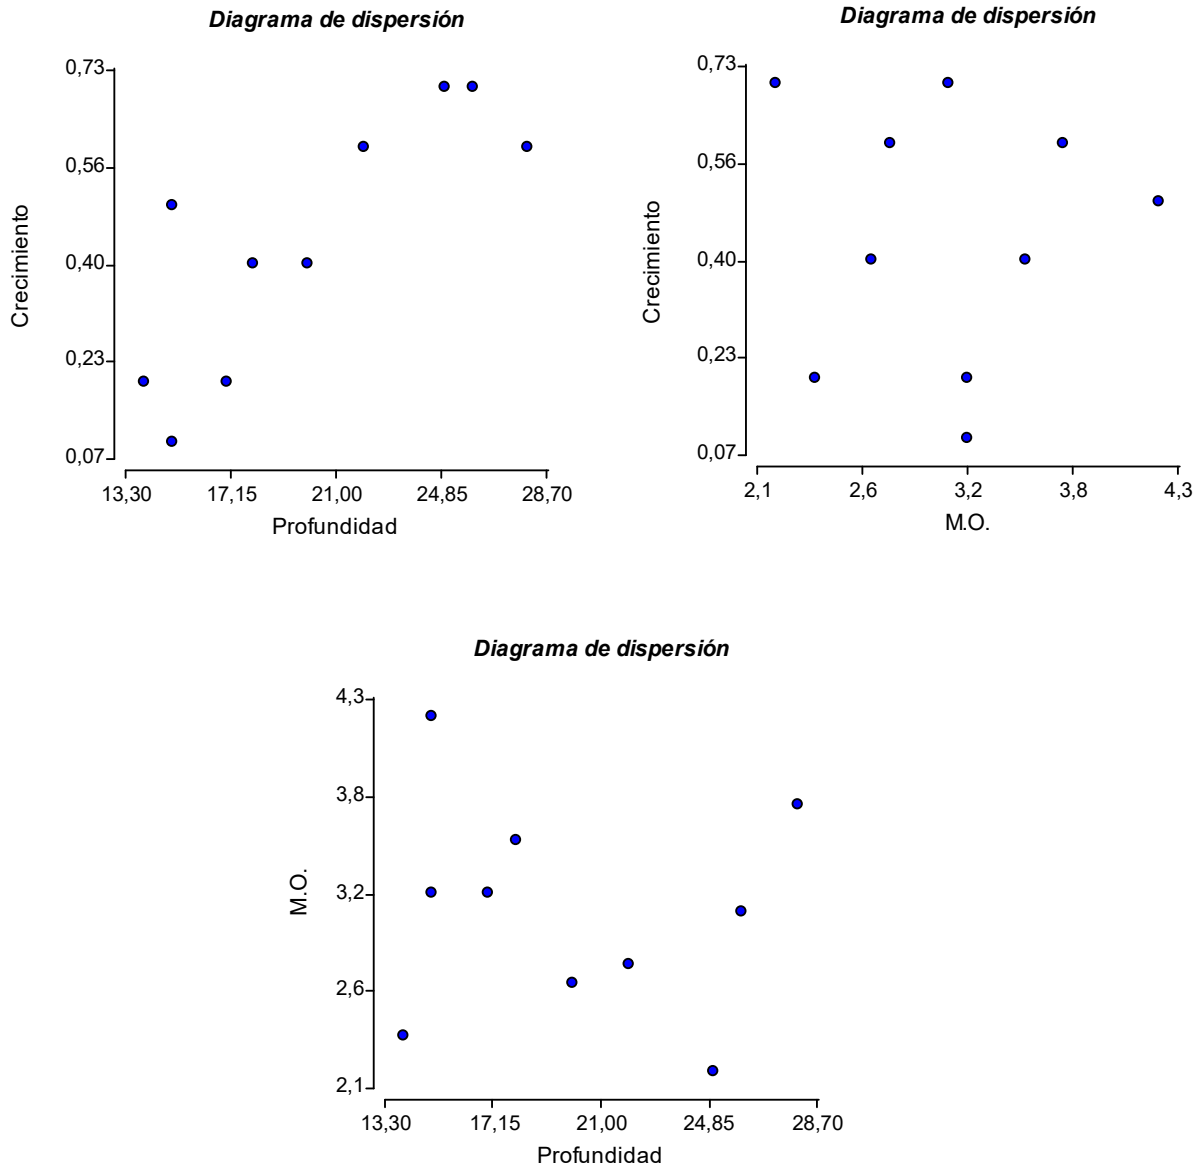 Diagrama de dispersión
0,73
0,56
0,40
0,23
0,07
Crecimiento
13,30 17,15 21,00 24,85 28,70
Profundidad
Diagrama de dispersión
0,73
0,56
0,40
0,23
0,07
Crecimiento
2,1 2,6 3,2 3,8 4,3
M.O.
Diagrama de dispersión
4,3
3,8
3,2
2,6
2,1
M.O.
13,30 17,15 21,00 24,85 28,70
Profundidad